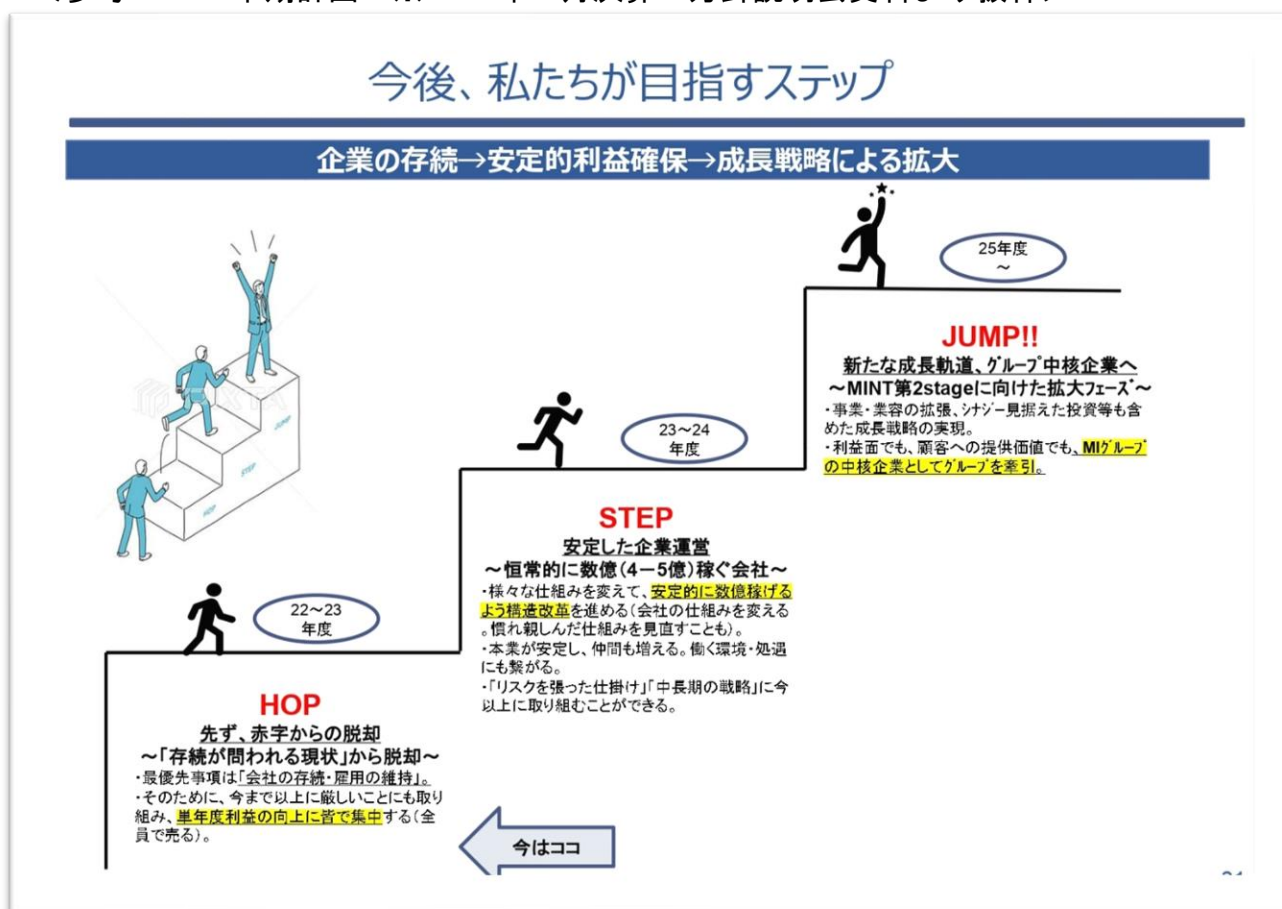 今後、私たちが目指すステップ
企業の存続→安定的利益確保→成長戦略による拡大
25年度
～
JUMP!!
新たな成長軌道、グループ中核企業へ
～MINT第2stageに向けた拡大フェーズ～
・事業・業容の拡張、シナジー見据えた投資等も含
めた成長戦略の実現。
・利益面でも、顧客への提供価値でも、MIグループ
の中核企業としてグループを牽引。
23～24
年度
STEP
安定した企業運営
～恒常的に数億(4－5億)稼ぐ会社～
・様々な仕組みを変えて、安定的に数億稼げる
よう構造改革を進める(会社の仕組みを変える
。慣れ親しんだ仕組みを見直すことも)。
・本業が安定し、仲間も増える。働く環境・処遇
にも繋がる。
・「リスクを張った仕掛け」「中長期の戦略」に今
以上に取り組むことができる。
22～23
年度
HOP
先ず、赤字からの脱却
～「存続が問われる現状」から脱却～
・最優先事項は「会社の存続・雇用の維持」。
・そのために、今まで以上に厳しいことにも取り
組み、単年度利益の向上に皆で集中する(全
員で売る)。
今はココ
JUMP
STEP
HOP